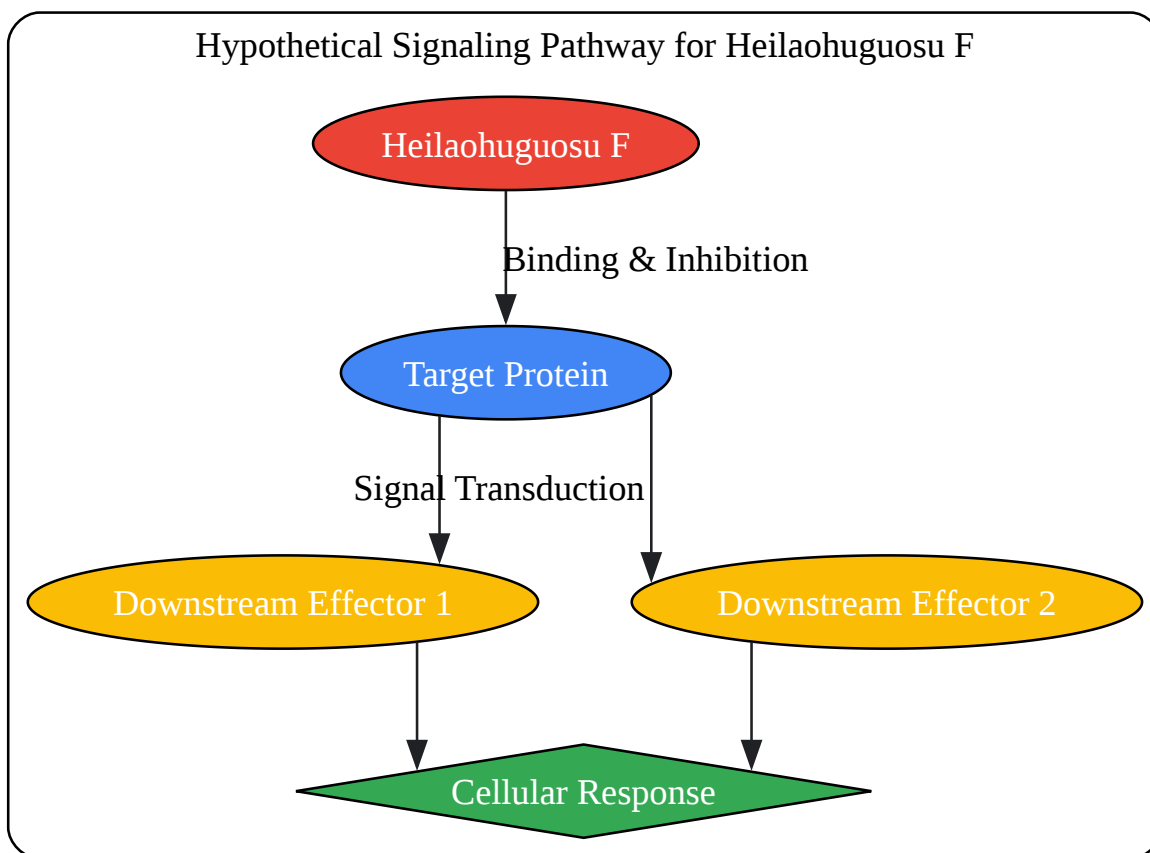 Hypothetical Signaling Pathway for Heilaohuguosu F
Heilaohuguosu F
Binding & Inhibition
Target Protein
Signal Transduction
Downstream Effector 1
Downstream Effector 2
Cellular Response